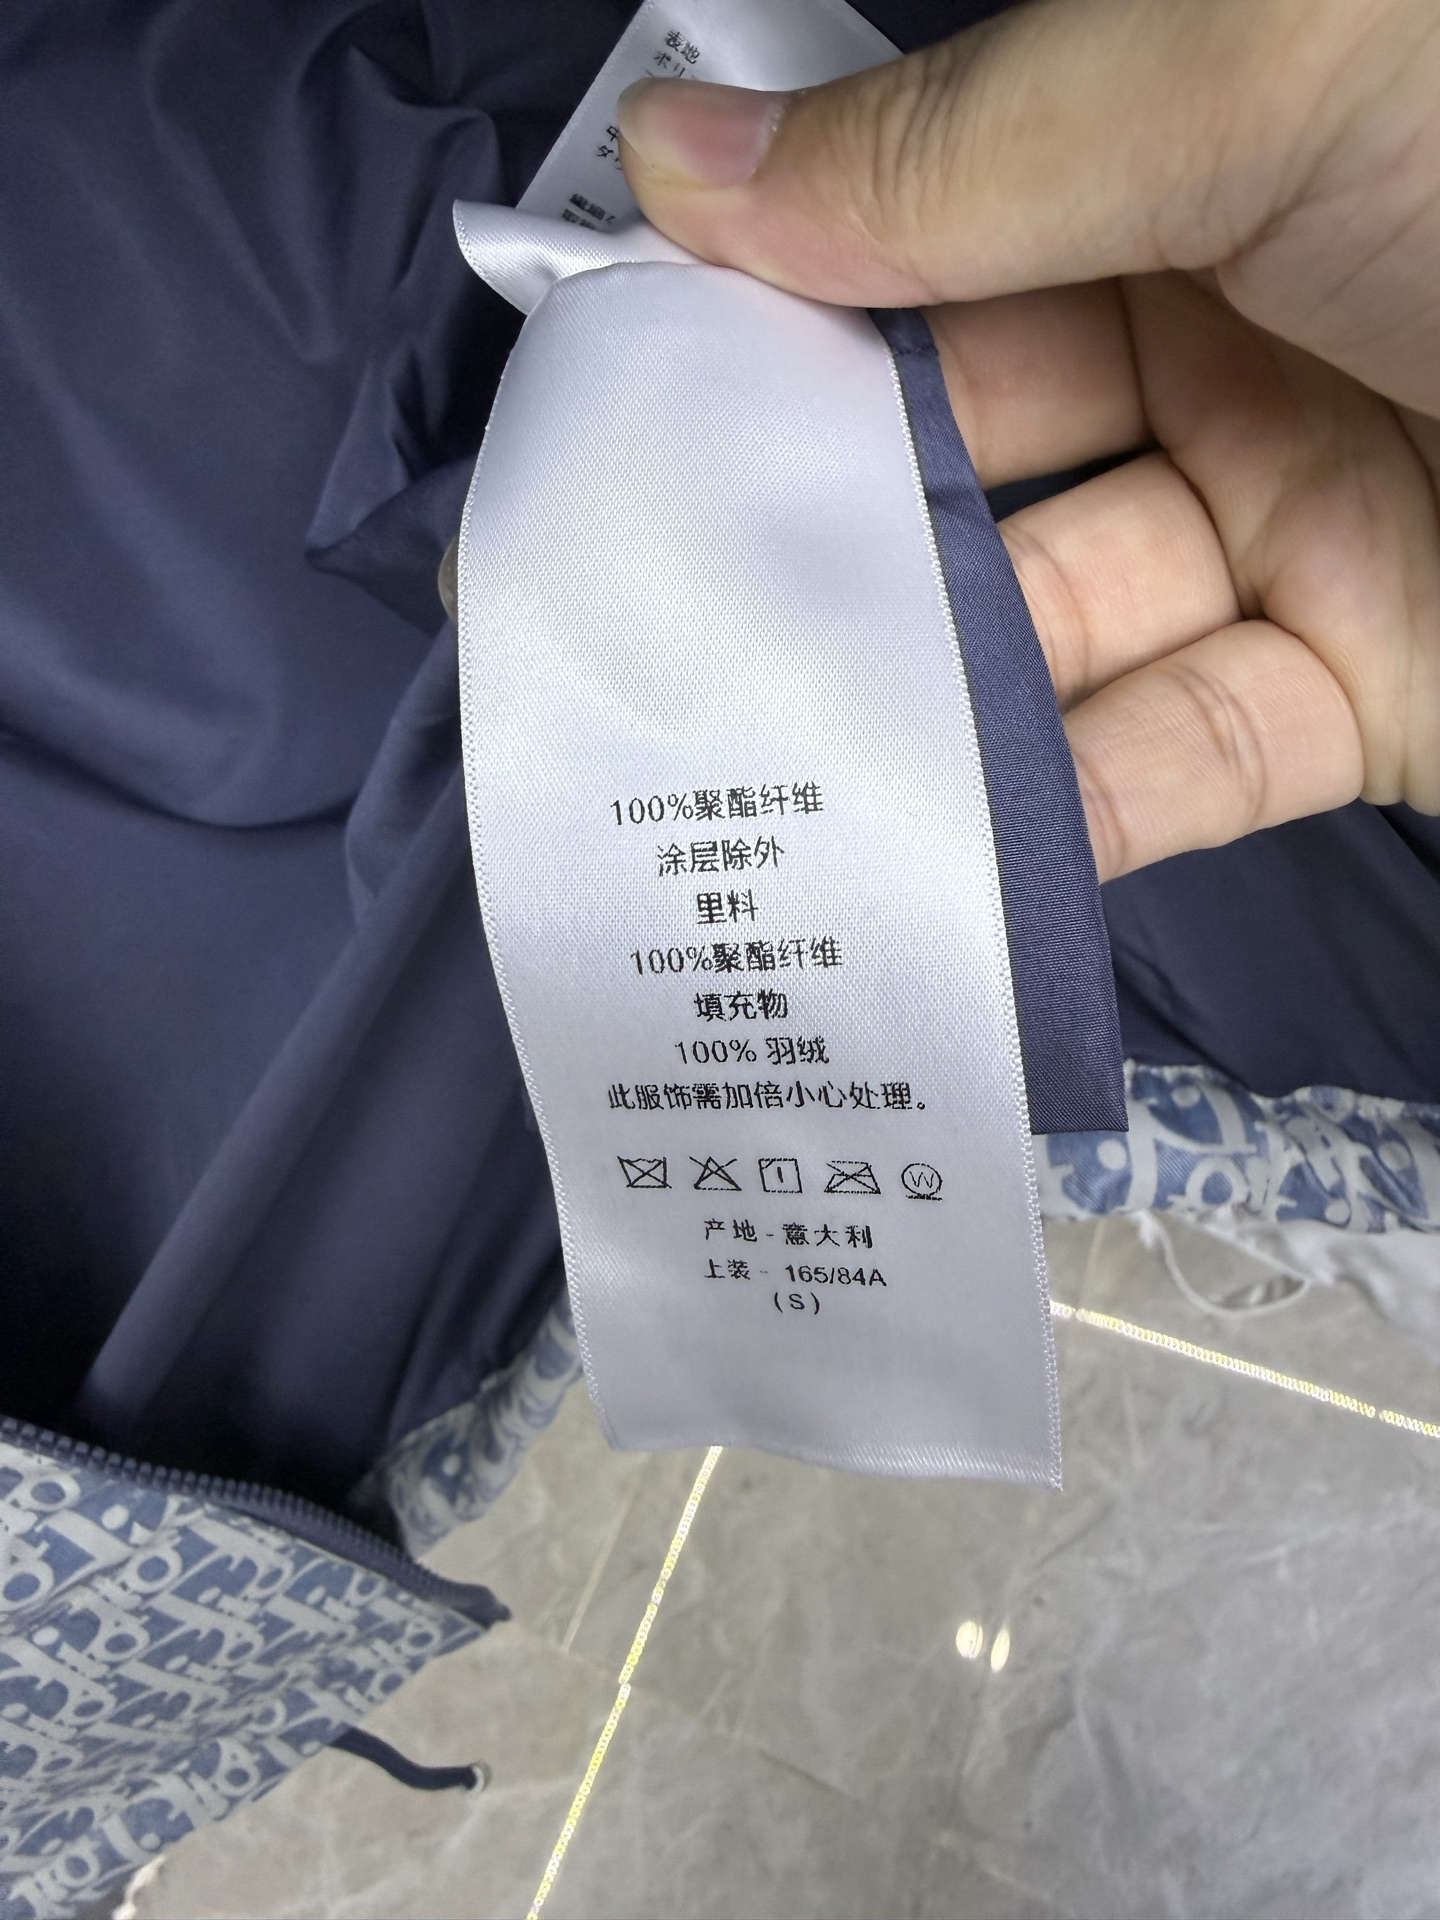 表地
100%聚酯纤维
涂层除外
里料
100%聚酯纤维
填充物
100% 羽绒
此服饰需加倍小心处理。
W
产地 - 意大利
上装 - 165/84A
(S)